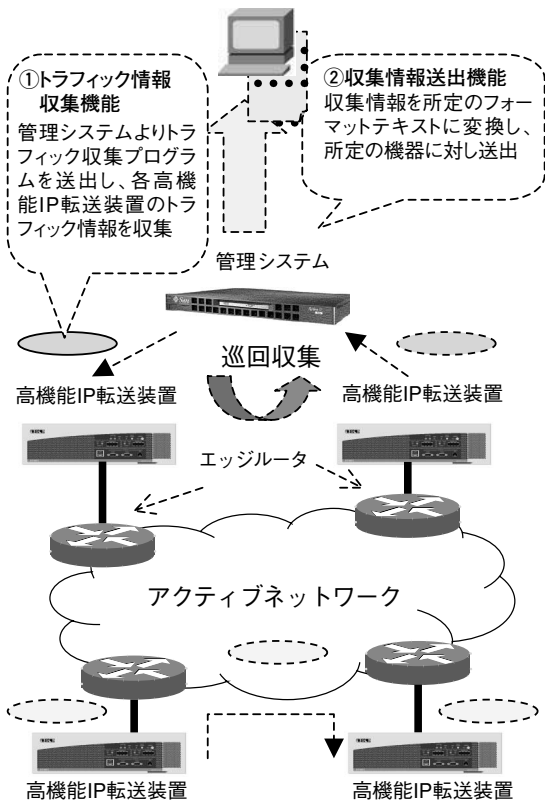 ①トラフィック情報
収集機能
管理システムよりトラ
フィック収集プログラ
ムを送出し、各高機
能IP転送装置のトラ
フィック情報を収集
②収集情報送出機能
収集情報を所定のフォー
マットテキストに変換し、
所定の機器に対し送出
管理システム
巡回収集
高機能IP転送装置
高機能IP転送装置
エッジルータ
アクティブネットワーク
高機能IP転送装置
高機能IP転送装置